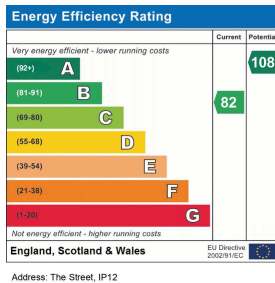 Energy Efficiency Rating
Current Potential
Very energy efficient - lower running costs
(92+) A 108
(81-91) B 82
(69-80) C
(55-68) D
(39-54) E
(21-38) F
(1-20) G
Not energy efficient - higher running costs
England, Scotland & Wales
EU Directive
2002/91/EC
Address: The Street, IP12